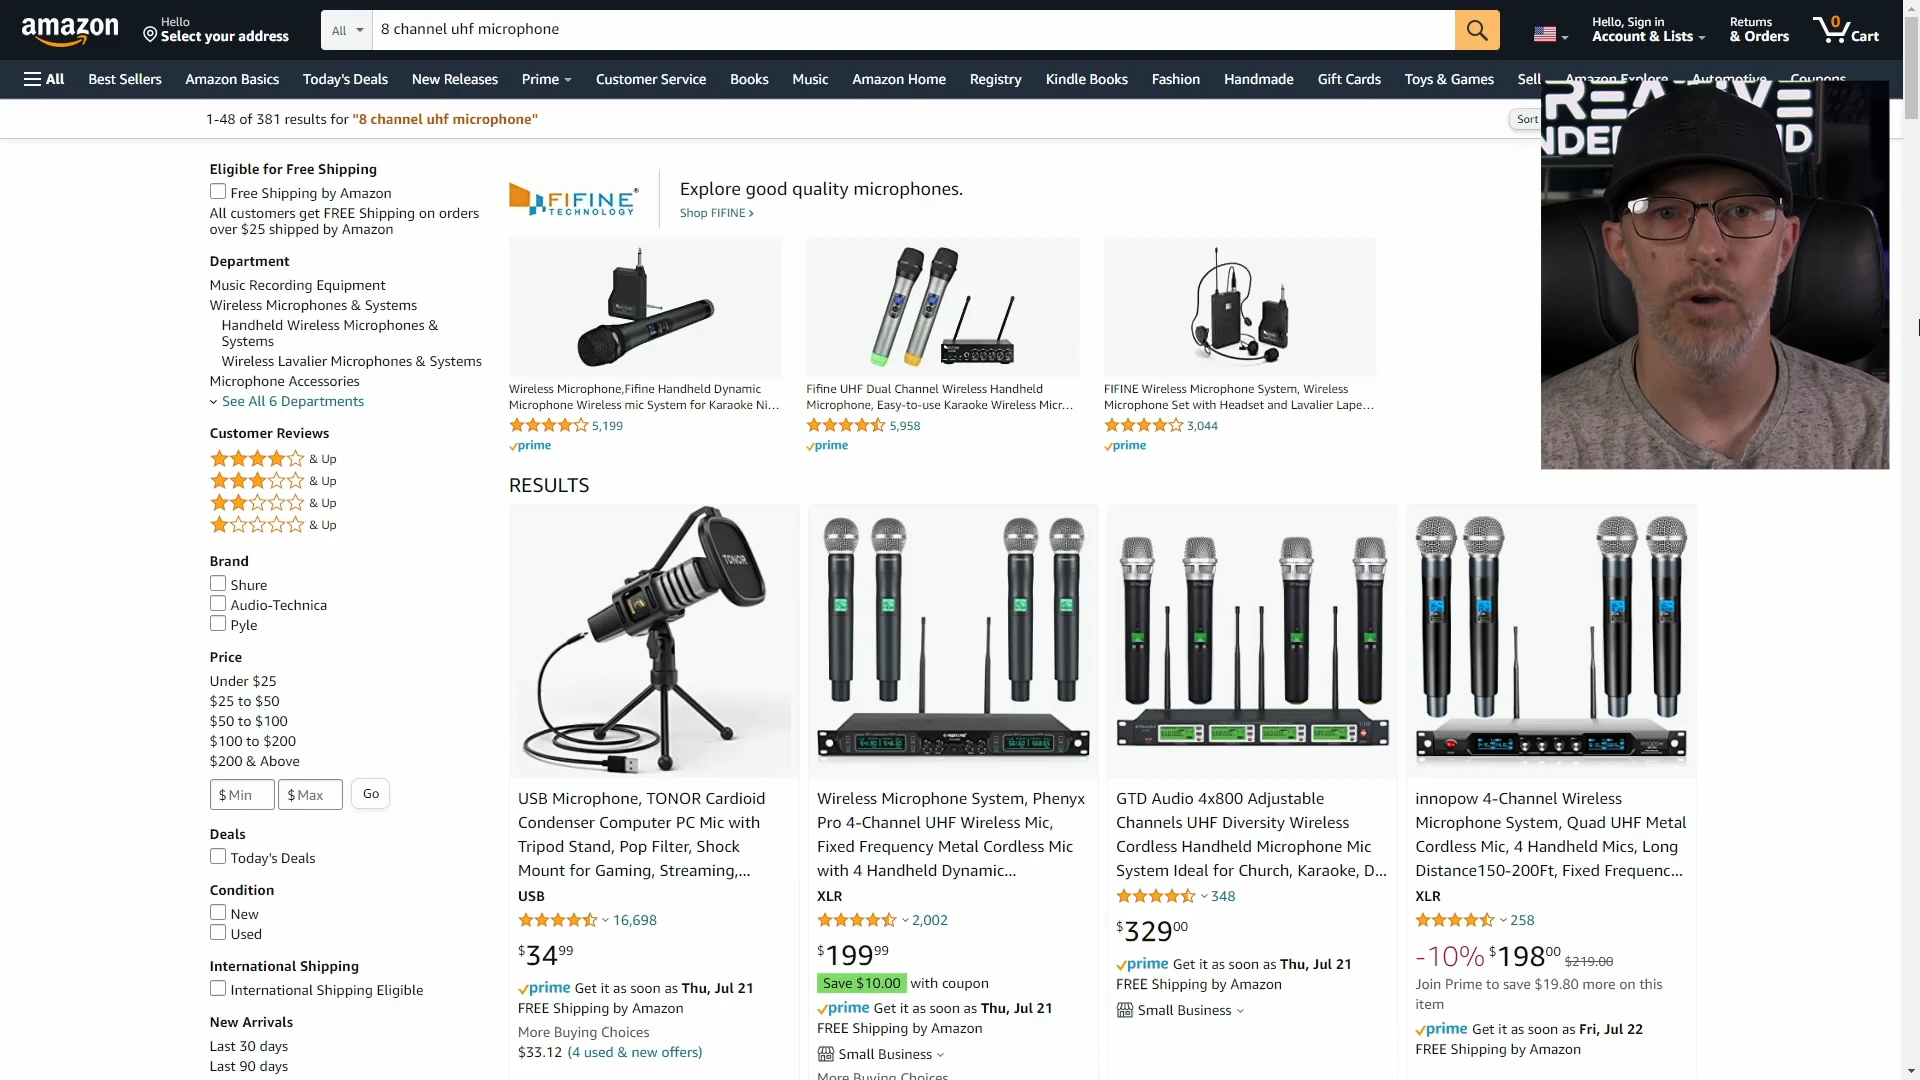 amazon
Hello
Select your address
All
8 channel uhf microphone
Hello, Sign in
Account & Lists
Returns
& Orders
0
Cart
All
Best Sellers
Amazon Basics
Today's Deals
New Releases
Prime
Customer Service
Books
Music
Amazon Home
Registry
Kindle Books
Fashion
Handmade
Gift Cards
Toys & Games
Sell
Amazon Explore
Automotive
Coupons
1-48 of 381 results for "8 channel uhf microphone"
Sort
Eligible for Free Shipping
Free Shipping by Amazon
All customers get FREE Shipping on orders
over $25 shipped by Amazon
Department
Music Recording Equipment
Wireless Microphones & Systems
Handheld Wireless Microphones &
Systems
Wireless Lavalier Microphones & Systems
Microphone Accessories
See All 6 Departments
Customer Reviews
& Up
& Up
& Up
& Up
Brand
Shure
Audio-Technica
Pyle
Price
Under $25
$25 to $50
$50 to $100
$100 to $200
$200 & Above
$ Min
$ Max
Go
Deals
Today's Deals
Condition
New
Used
International Shipping
International Shipping Eligible
New Arrivals
Last 30 days
Last 90 days
FIFINE®
TECHNOLOGY
Explore good quality microphones.
Shop FIFINE ›
Wireless Microphone,Fifine Handheld Dynamic
Microphone Wireless mic System for Karaoke Ni...
5,199
prime
Fifine UHF Dual Channel Wireless Handheld
Microphone, Easy-to-use Karaoke Wireless Micr...
5,958
prime
FIFINE Wireless Microphone System, Wireless
Microphone Set with Headset and Lavalier Lape...
3,044
prime
RESULTS
TONOR
USB Microphone, TONOR Cardioid
Condenser Computer PC Mic with
Tripod Stand, Pop Filter, Shock
Mount for Gaming, Streaming,...
USB
16,698
$3499
prime Get it as soon as Thu, Jul 21
FREE Shipping by Amazon
More Buying Choices
$33.12 (4 used & new offers)
Wireless Microphone System, Phenyx
Pro 4-Channel UHF Wireless Mic,
Fixed Frequency Metal Cordless Mic
with 4 Handheld Dynamic...
XLR
2,002
$19999
Save $10.00 with coupon
prime Get it as soon as Thu, Jul 21
FREE Shipping by Amazon
Small Business
More Buying Choices
GTD Audio 4x800 Adjustable
Channels UHF Diversity Wireless
Cordless Handheld Microphone Mic
System Ideal for Church, Karaoke, D...
348
$32900
prime Get it as soon as Thu, Jul 21
FREE Shipping by Amazon
Small Business
innopow 4-Channel Wireless
Microphone System, Quad UHF Metal
Cordless Mic, 4 Handheld Mics, Long
Distance150-200Ft, Fixed Frequenc...
XLR
258
-10% $19800 $219.00
Join Prime to save $19.80 more on this
item
prime Get it as soon as Fri, Jul 22
FREE Shipping by Amazon